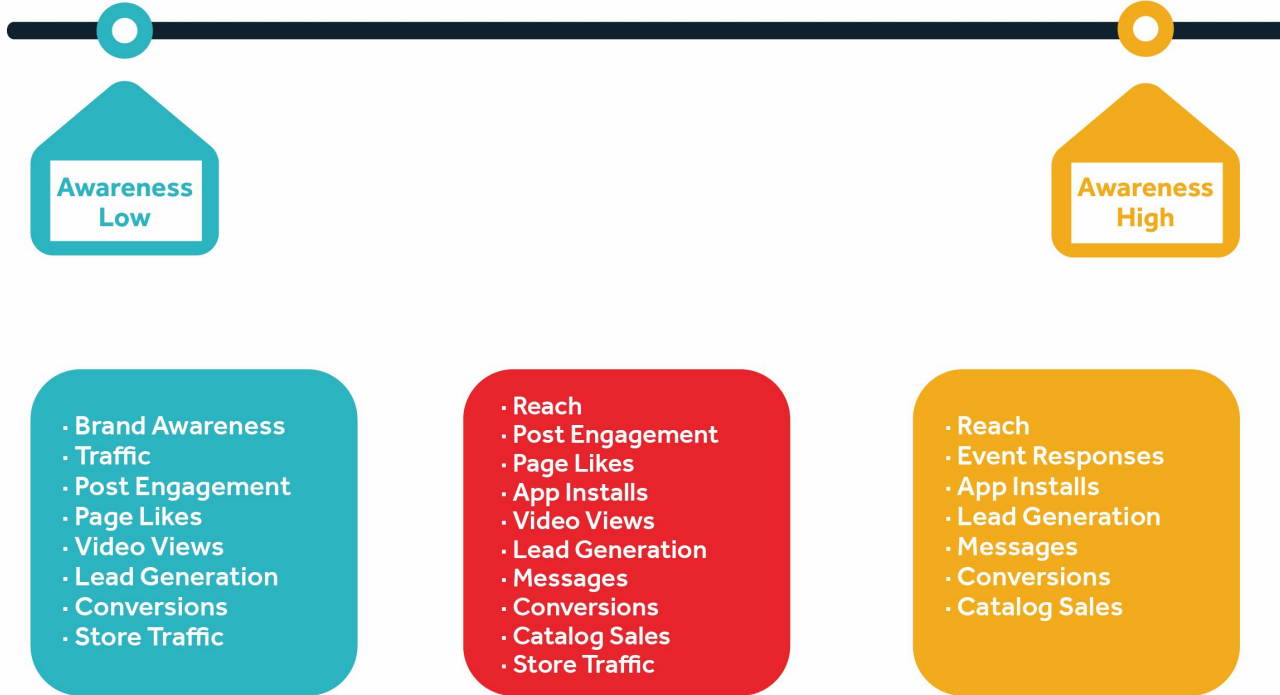 Awareness
Low
Awareness
High
· Brand Awareness
· Traffic
· Post Engagement
· Page Likes
· Video Views
· Lead Generation
· Conversions
· Store Traffic
· Reach
· Post Engagement
· Page Likes
· App Installs
· Video Views
· Lead Generation
· Messages
· Conversions
· Catalog Sales
· Store Traffic
· Reach
· Event Responses
· App Installs
· Lead Generation
· Messages
· Conversions
· Catalog Sales